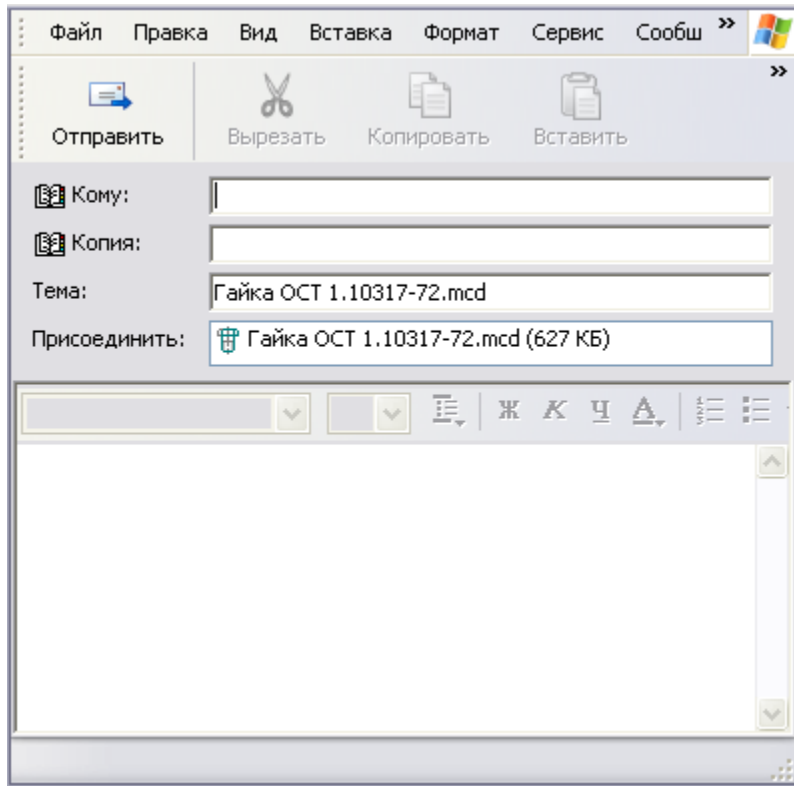 Файл Правка Вид Вставка Формат Сервис Сообщ »
»
Отправить Вырезать Копировать Вставить
Кому:
Копия:
Тема: Гайка ОСТ 1.10317-72.mcd
Присоединить: Гайка ОСТ 1.10317-72.mcd (627 КБ)
Ж К Ч А